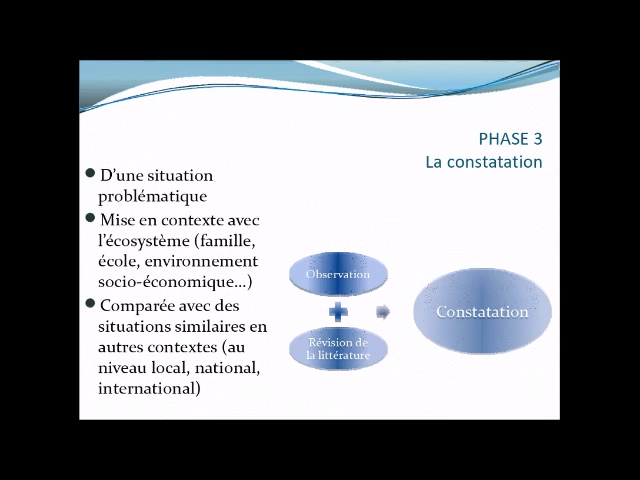 PHASE 3
La constatation
D'une situation
problématique
Mise en contexte avec
l'écosystème (famille,
école, environnement
socio-économique...)
Comparée avec des
situations similaires en
autres contextes (au
niveau local, national,
international)
Observation
Révision de
la littérature
Constatation